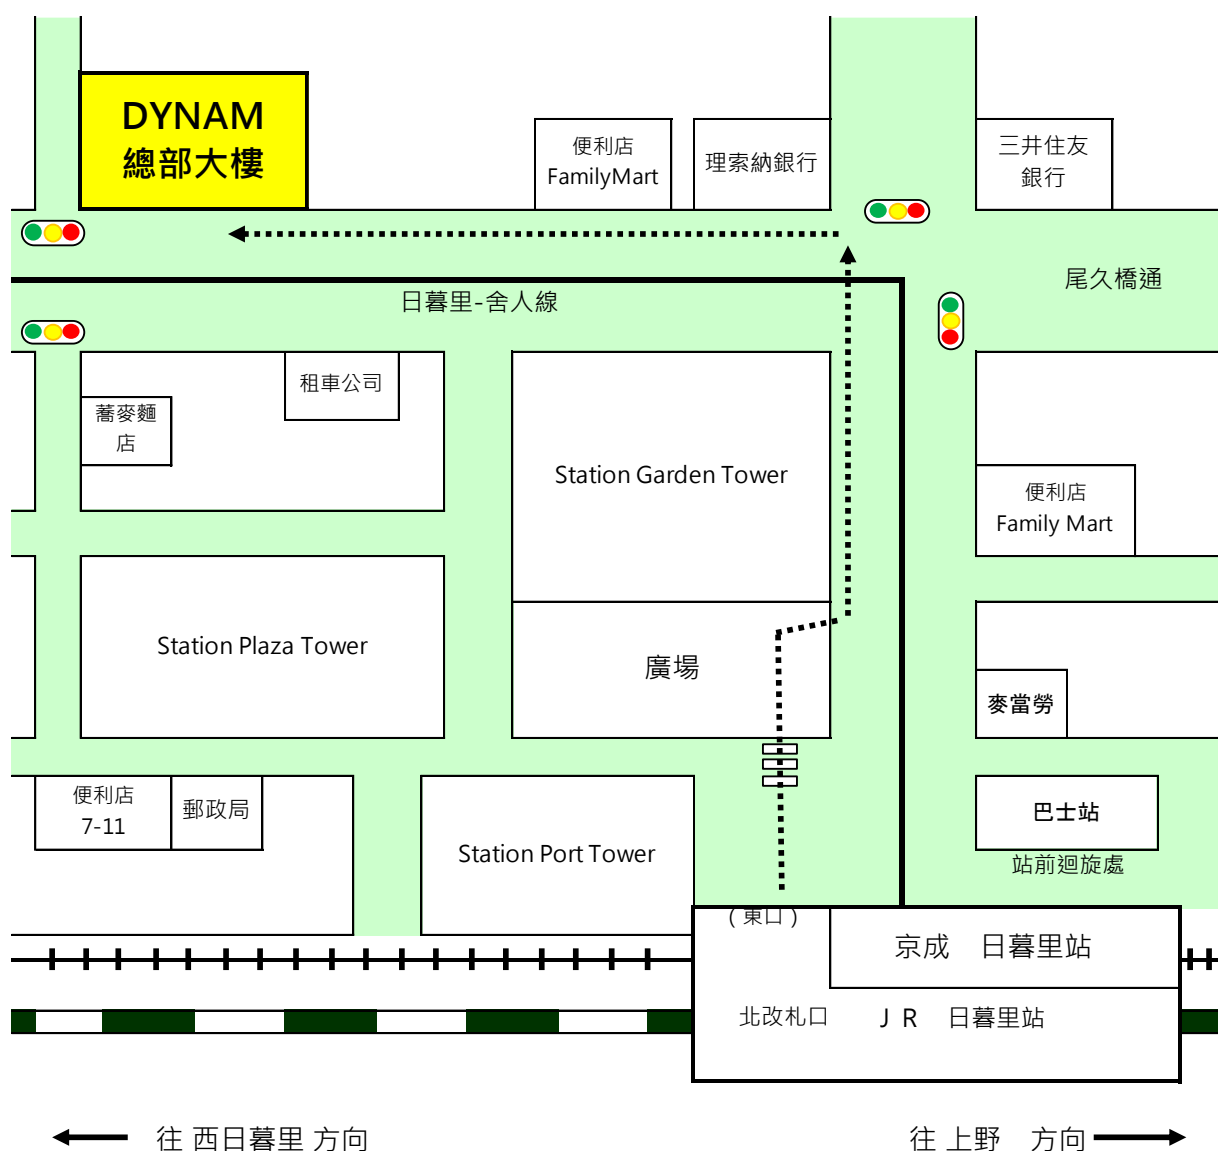 DYNAM
總部大樓
便利店
FamilyMart
理索納銀行
三井住友
銀行
尾久橋通
日暮里-舍人線
租車公司
蕎麥麵
店
Station Garden Tower
便利店
Family Mart
Station Plaza Tower
廣場
麥當勞
便利店
7-11
郵政局
Station Port Tower
巴士站
站前迴旋處
(東口)
京成　日暮里站
北改札口
J R　日暮里站
往 西日暮里 方向
往 上野　方向